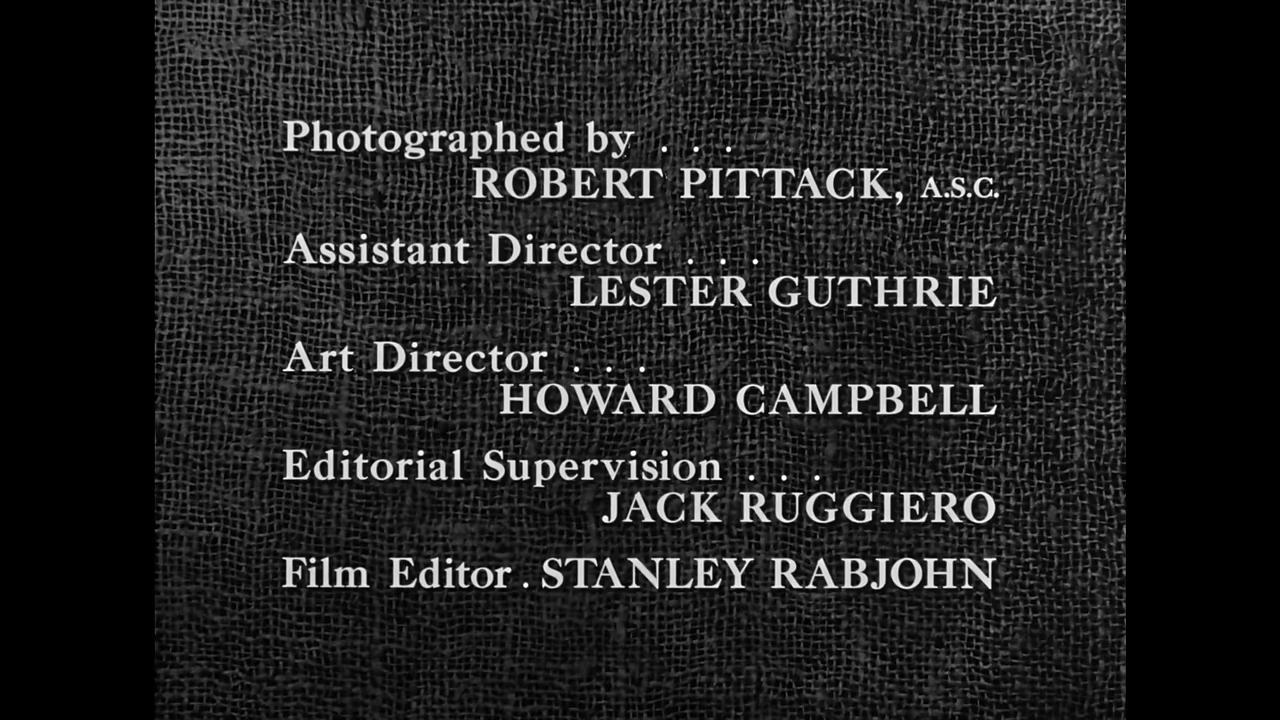 Photographed by . . .
ROBERT PITTACK, A.S.C.
Assistant Director . . .
LESTER GUTHRIE
Art Director . . .
HOWARD CAMPBELL
Editorial Supervision . . .
JACK RUGGIERO
Film Editor . STANLEY RABJOHN